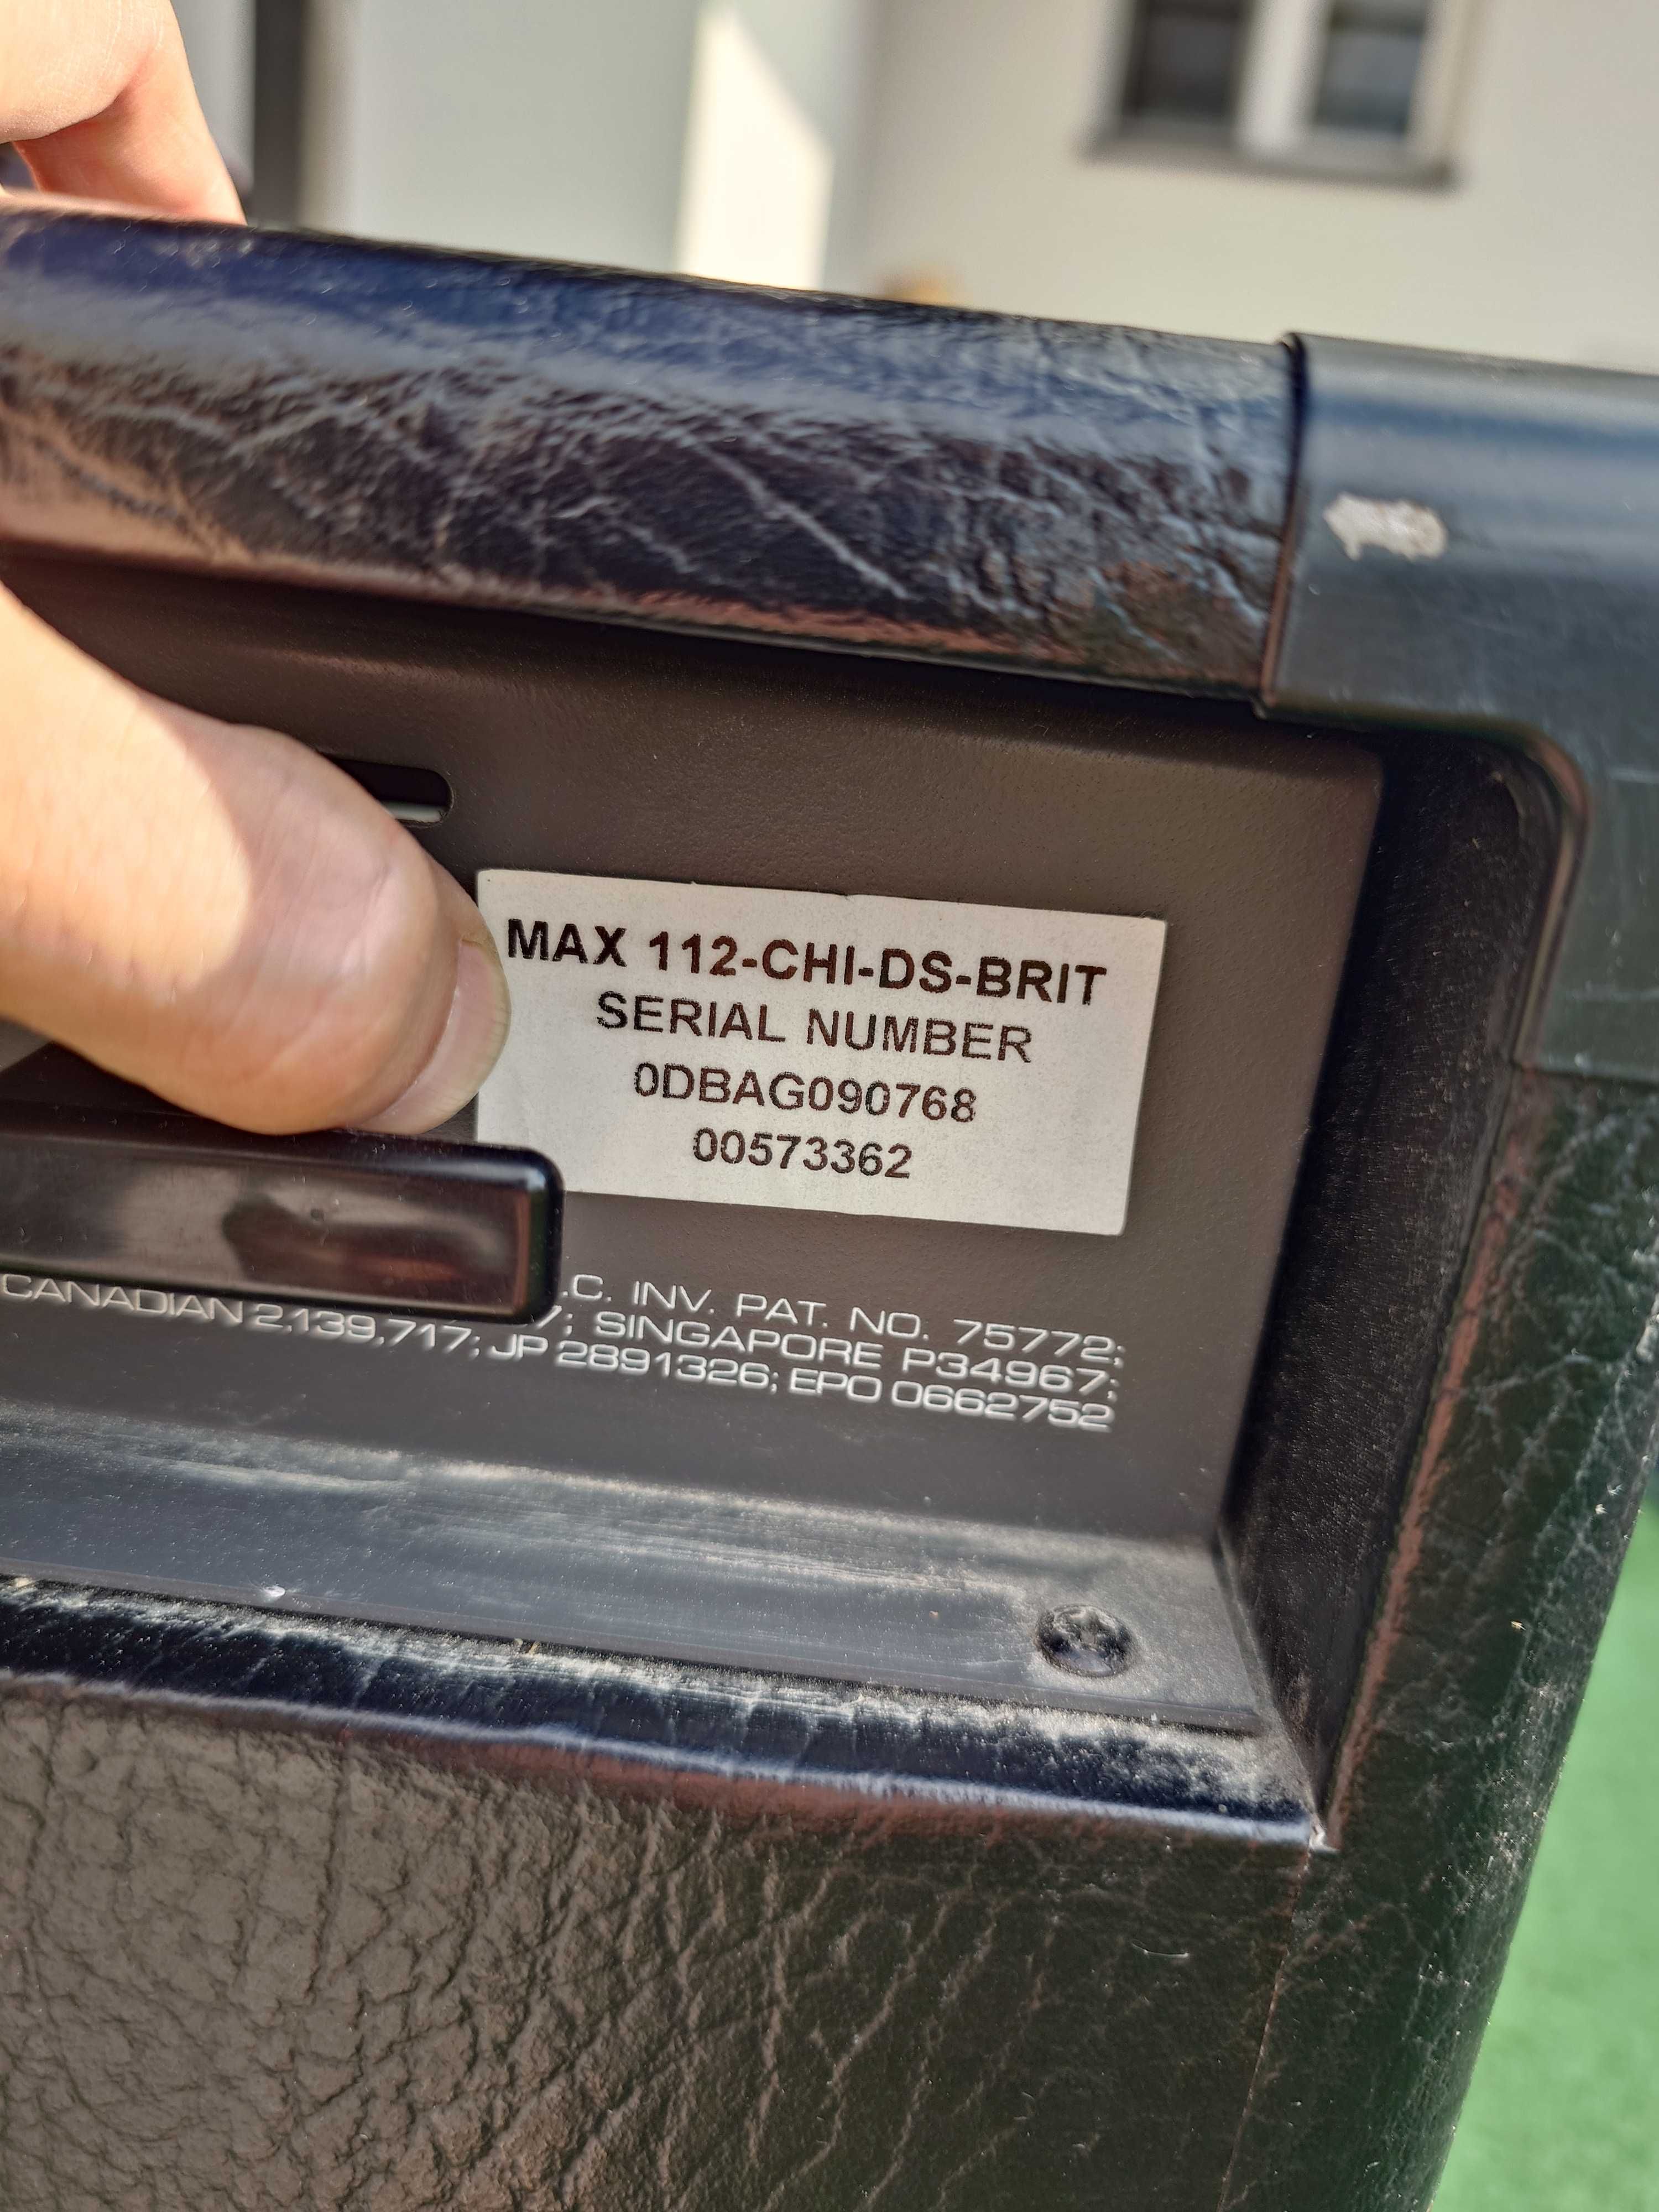 MAX 112-CHI-DS-BRIT
SERIAL NUMBER
0DBAG090768
00573362
.C. INV. PAT. NO. 75772;
7; SINGAPORE P34967;
CANADIAN 2,139,717; JP 2891326; EPO 0662752